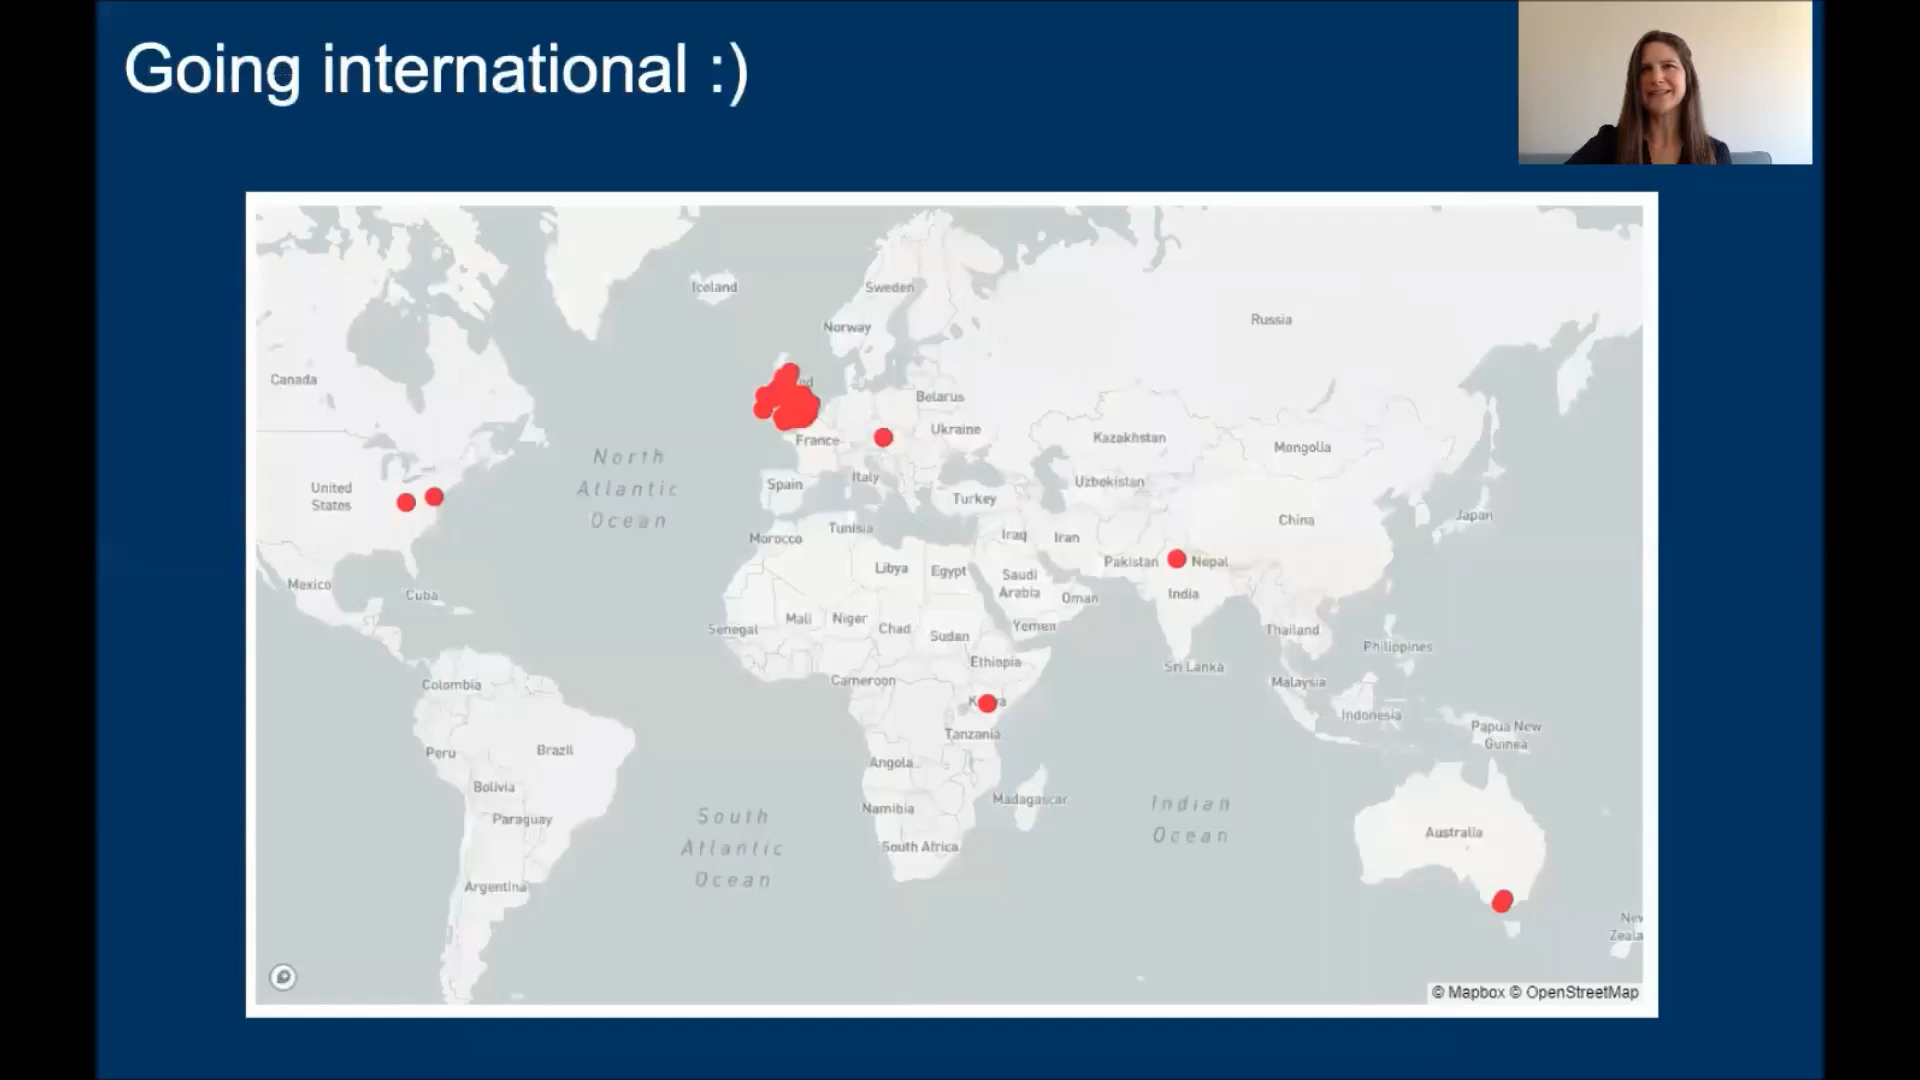 Going international :)
Iceland
Sweden
Norway
Russia
Canada
ed
Belarus
Ukraine
France
Kazakhstan
Mongolia
North
Atlantic
Ocean
Italy
Spain
Uzbekistan
United
States
Turkey
Japan
China
Tunisia
Morocco
Iraq
Iran
Pakistan
Nepal
Libya
Egypt
Saudi
Arabia
Mexico
Cuba
Oman
India
Mali
Niger
Chad
Senegal
Sudan
Yemen
Thailand
Philippines
Ethiopia
Sri Lanka
Cameroon
Colombia
Malaysia
K a
Indonesia
Papua New
Guinea
Tanzania
Peru
Brazil
Angola
Bolivia
Madagascar
Namibia
Indian
Ocean
South
Atlantic
Ocean
Paraguay
Australia
South Africa
Argentina
New
Zeala
© Mapbox © OpenStreetMap